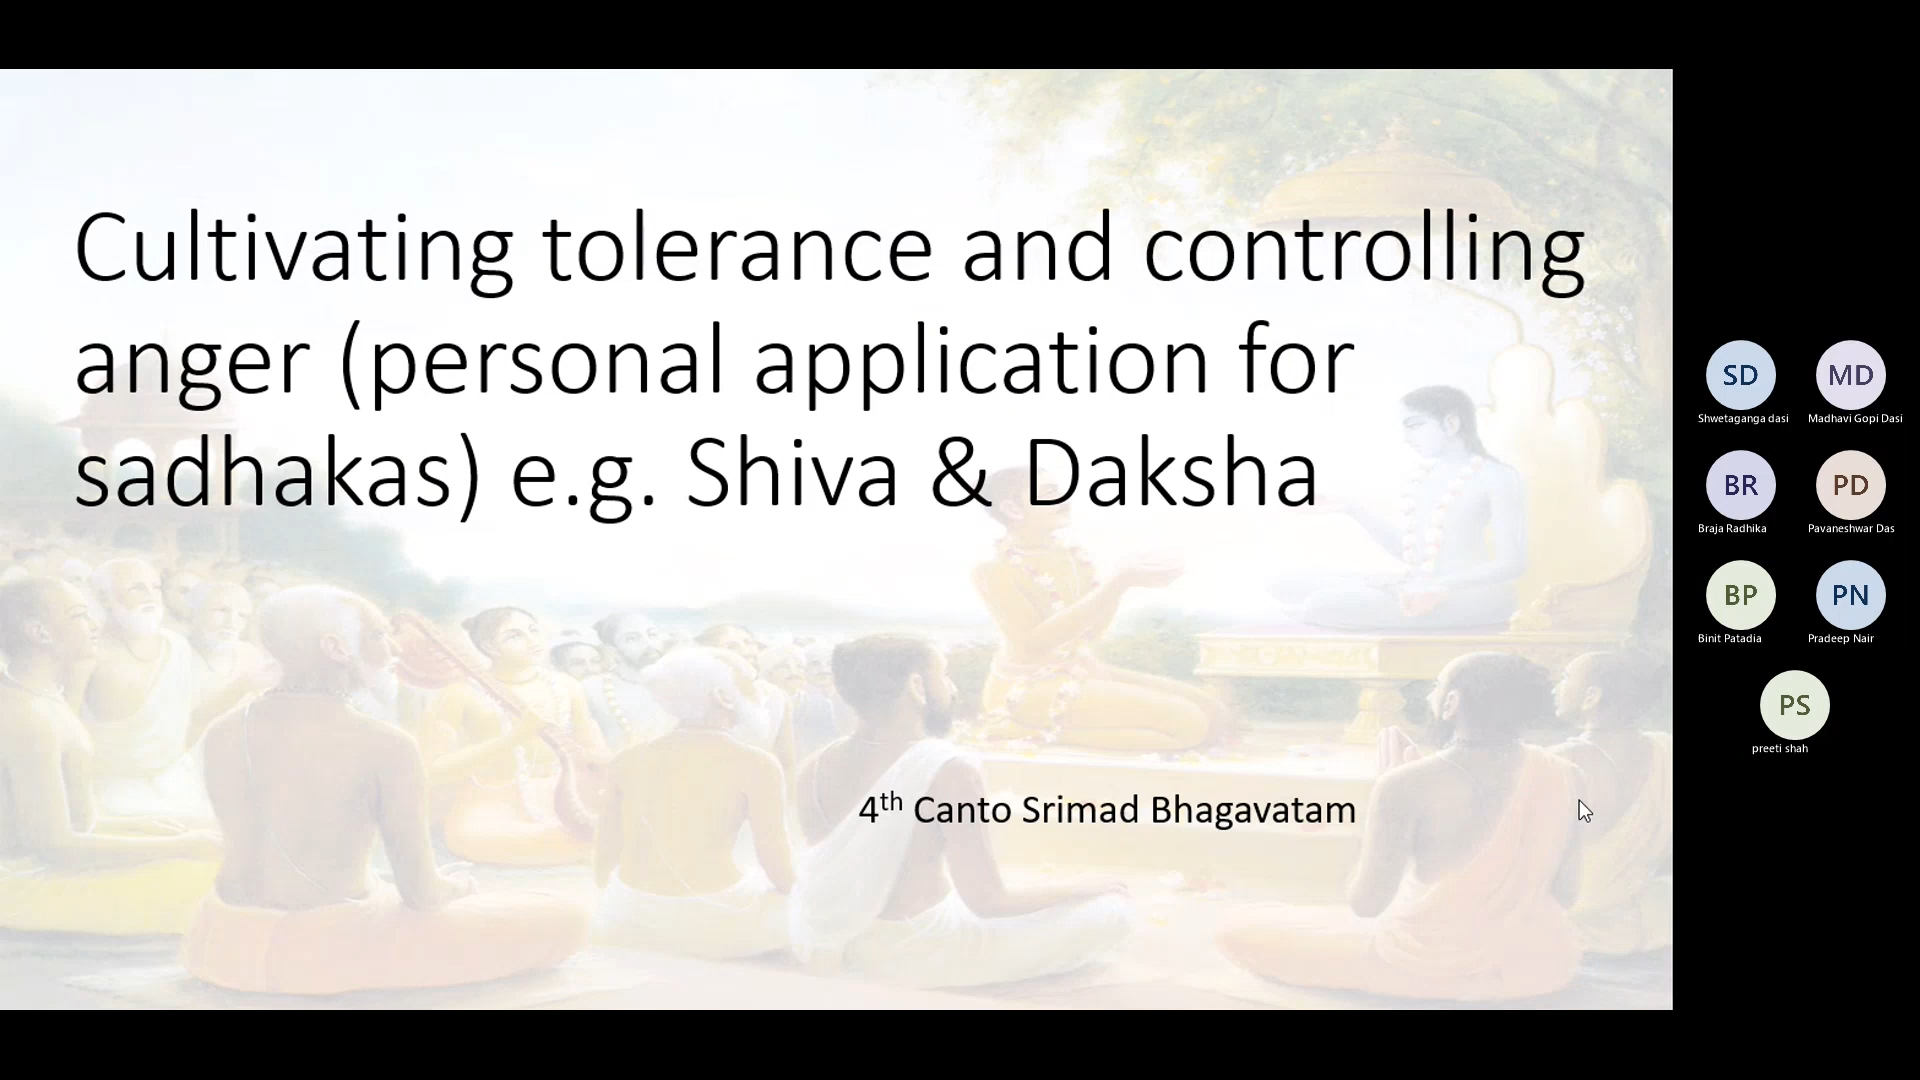 Cultivating tolerance and controlling
anger (personal application for
sadhakas) e.g. Shiva & Daksha
4th Canto Srimad Bhagavatam
SD
Shwetaganga dasi
MD
Madhavi Gopi Dasi
BR
Braja Radhika
PD
Pavaneshwar Das
BP
Binit Patadia
PN
Pradeep Nair
PS
preeti shah